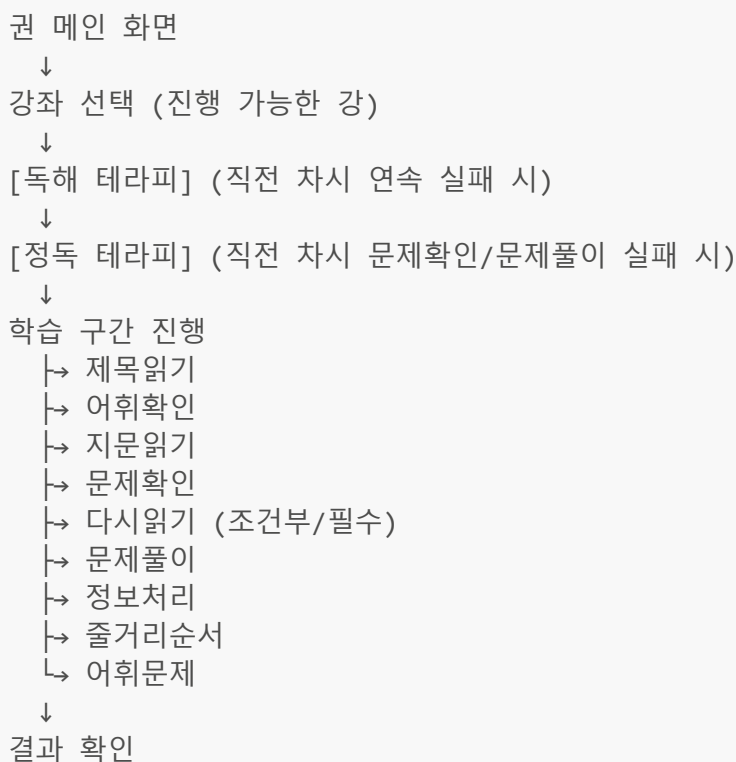 권 메인 화면
↓
강좌 선택 (진행 가능한 강)
↓
[독해 테라피] (직전 차시 연속 실패 시)
↓
[정독 테라피] (직전 차시 문제확인/문제풀이 실패 시)
↓
학습 구간 진행
├→ 제목읽기
├→ 어휘확인
├→ 지문읽기
├→ 문제확인
├→ 다시읽기 (조건부/필수)
├→ 문제풀이
├→ 정보처리
├→ 줄거리순서
└→ 어휘문제
↓
결과 확인